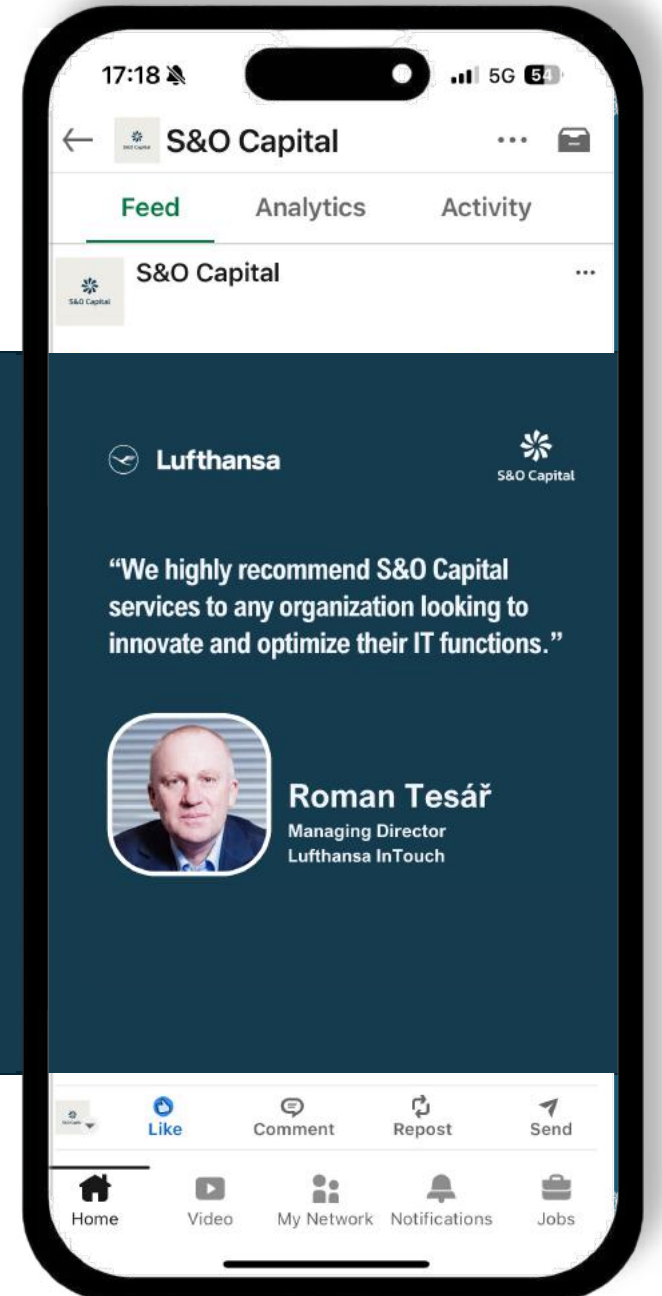 17:18 5G 54
S&O Capital
Feed Analytics Activity
S&O Capital
S&O Capital
Lufthansa
S&O Capital
“We highly recommend S&O Capital
services to any organization looking to
innovate and optimize their IT functions.”
Roman Tesář
Managing Director
Lufthansa InTouch
Like Comment Repost Send
Home Video My Network Notifications Jobs